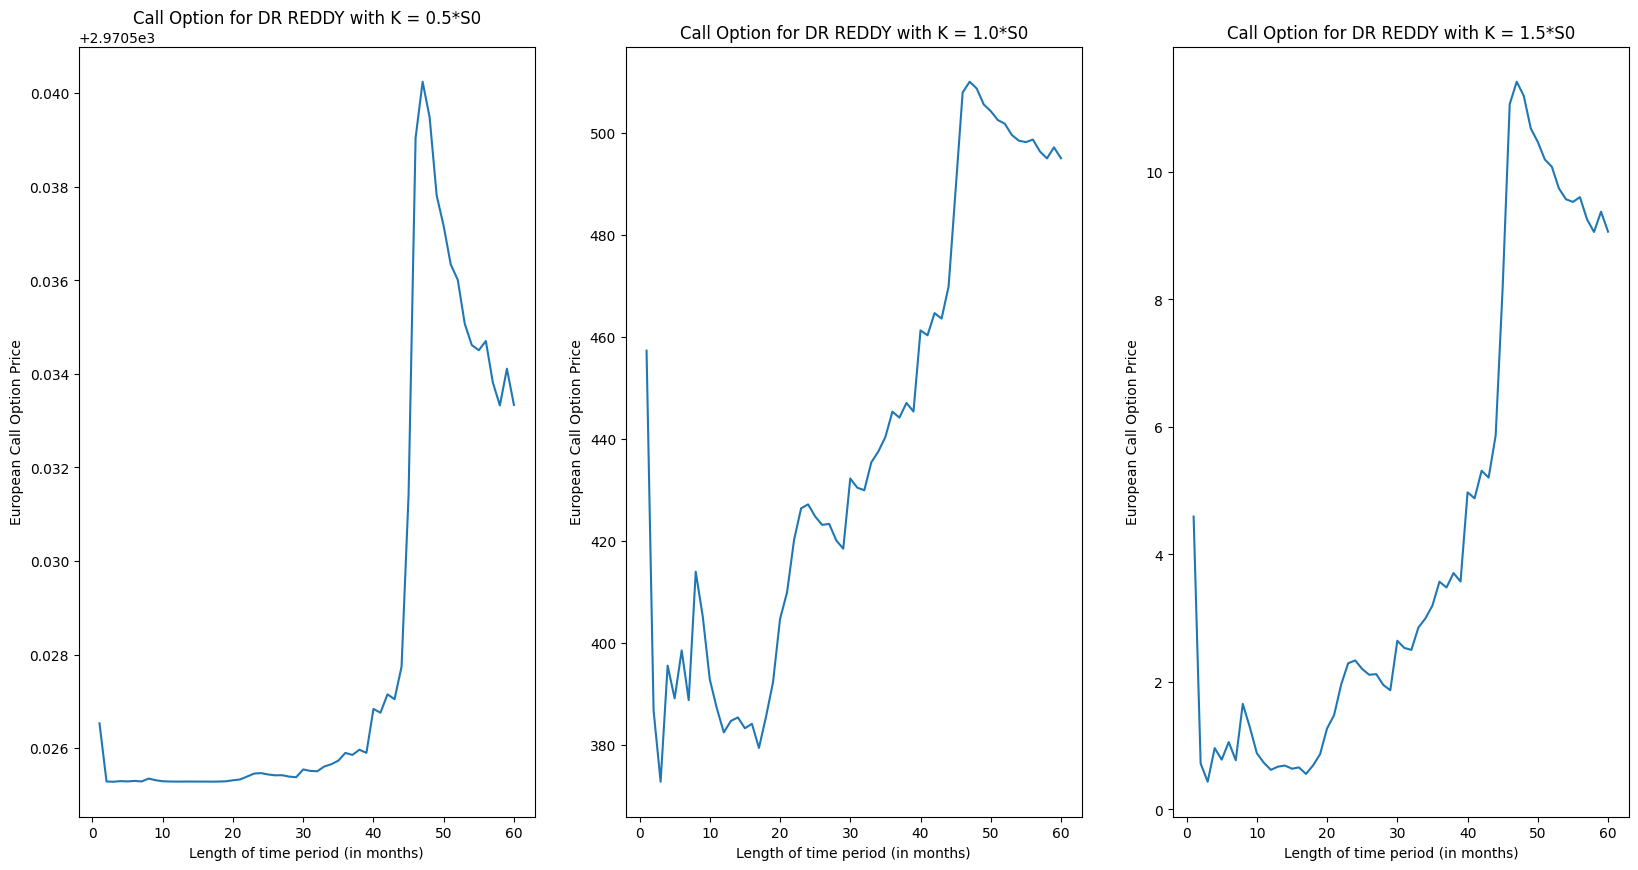 Call Option for DR REDDY with K = 0.5*S0
+2.9705e3
0.040
0.038
0.036
0.034
0.032
0.030
0.028
0.026
European Call Option Price
0 10 20 30 40 50 60
Length of time period (in months)
Call Option for DR REDDY with K = 1.0*S0
500
480
460
440
420
400
380
European Call Option Price
0 10 20 30 40 50 60
Length of time period (in months)
Call Option for DR REDDY with K = 1.5*S0
10
8
6
4
2
0
European Call Option Price
0 10 20 30 40 50 60
Length of time period (in months)